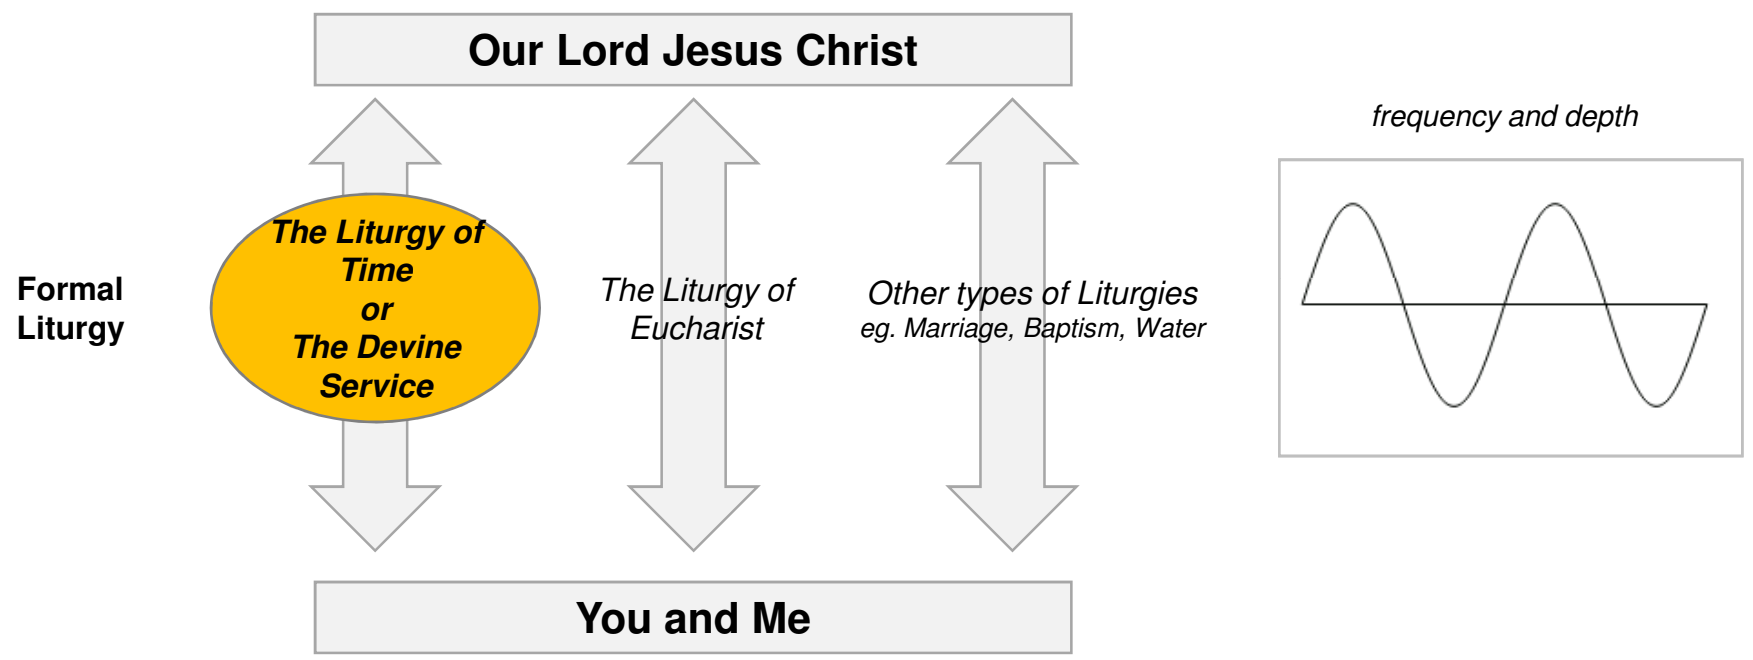 Our Lord Jesus Christ
frequency and depth
Formal
Liturgy
The Liturgy of
Time
or
The Devine
Service
The Liturgy of
Eucharist
Other types of Liturgies
eg. Marriage, Baptism, Water
You and Me